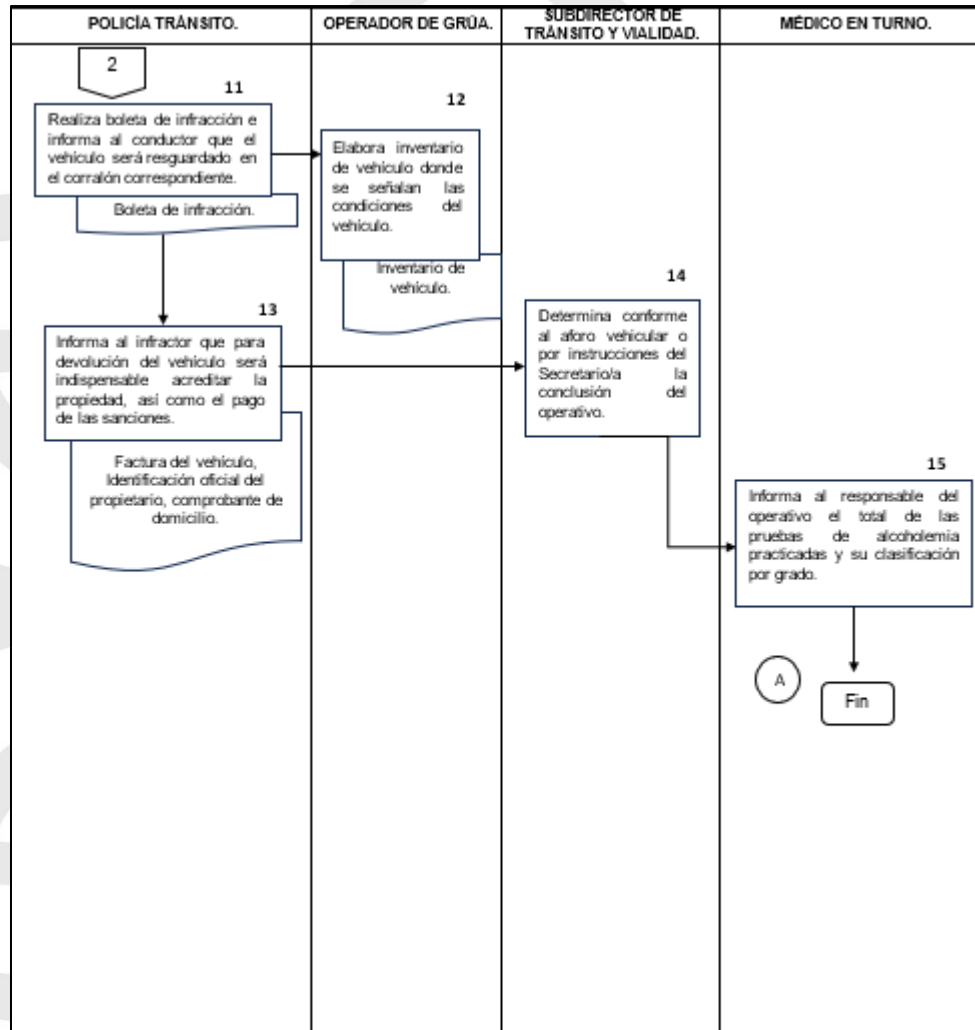 POLICÍA TRÁNSITO.
OPERADOR DE GRÚA.
SUBDIRECTOR DE
TRÁNSITO Y VIALIDAD.
MÉDICO EN TURNO.
2
11
Realiza boleta de infracción e
informa al conductor que el
vehículo será resguardado en
el corralón correspondiente.
Boleta de infracción.
12
Elabora inventario
de vehículo donde
se señalan las
condiciones del
vehículo.
Inventario de
vehículo.
13
Informa al infractor que para
devolución del vehículo será
indispensable acreditar la
propiedad, así como el pago
de las sanciones.
Factura del vehículo,
Identificación oficial del
propietario, comprobante de
domicilio.
14
Determina conforme
al aforo vehicular o
por instrucciones del
Secretario/a la
conclusión del
operativo.
15
Informa al responsable del
operativo el total de las
pruebas de alcoholemia
practicadas y su clasificación
por grado.
A
Fin